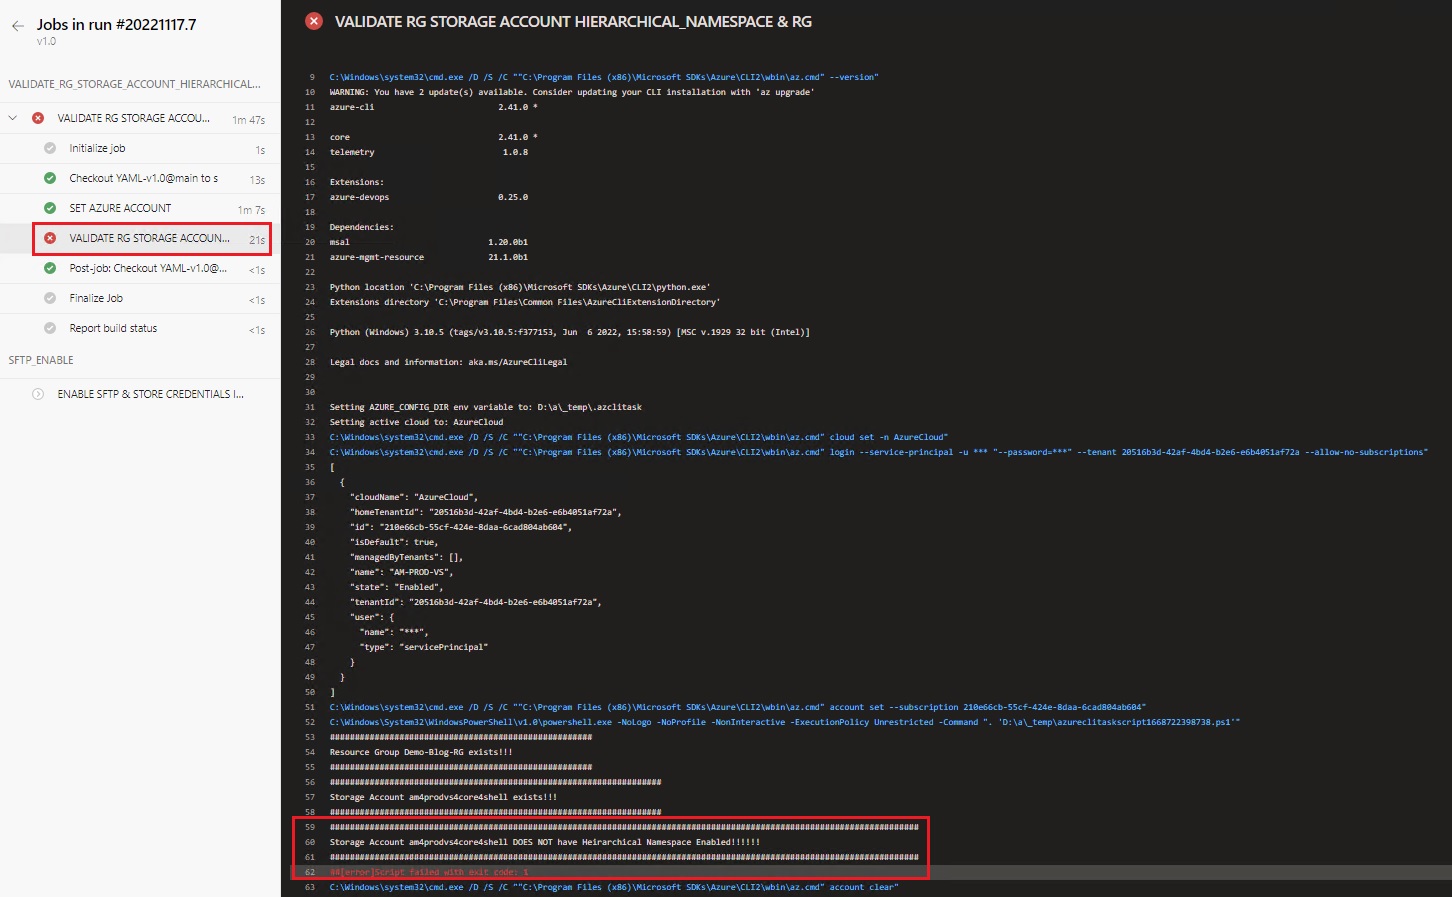 Jobs in run #20221117.7
v1.0
VALIDATE_RG_STORAGE_ACCOUNT_HIERARCHICAL...
VALIDATE RG STORAGE ACCOU... 1m 47s
Initialize job 1s
Checkout YAML-v1.0@main to s 13s
SET AZURE ACCOUNT 1m 7s
VALIDATE RG STORAGE ACCOUN... 21s
Post-job: Checkout YAML-v1.0@... <1s
Finalize Job <1s
Report build status <1s
SFTP_ENABLE
ENABLE SFTP & STORE CREDENTIALS I...
VALIDATE RG STORAGE ACCOUNT HIERARCHICAL_NAMESPACE & RG
9 C:\Windows\system32\cmd.exe /D /S /C ""C:\Program Files (x86)\Microsoft SDKs\Azure\CLI2\wbin\az.cmd" --version"
10 WARNING: You have 2 update(s) available. Consider updating your CLI installation with 'az upgrade'
11 azure-cli 2.41.0 *
12
13 core 2.41.0 *
14 telemetry 1.0.8
15
16 Extensions:
17 azure-devops 0.25.0
18
19 Dependencies:
20 msal 1.20.0b1
21 azure-mgmt-resource 21.1.0b1
22
23 Python location 'C:\Program Files (x86)\Microsoft SDKs\Azure\CLI2\python.exe'
24 Extensions directory 'C:\Program Files\Common Files\AzureCliExtensionDirectory'
25
26 Python (Windows) 3.10.5 (tags/v3.10.5:f377153, Jun  6 2022, 15:58:59) [MSC v.1929 32 bit (Intel)]
27
28 Legal docs and information: aka.ms/AzureCliLegal
29
30
31 Setting AZURE_CONFIG_DIR env variable to: D:\a\_temp\.azclitask
32 Setting active cloud to: AzureCloud
33 C:\Windows\system32\cmd.exe /D /S /C ""C:\Program Files (x86)\Microsoft SDKs\Azure\CLI2\wbin\az.cmd" cloud set -n AzureCloud"
34 C:\Windows\system32\cmd.exe /D /S /C ""C:\Program Files (x86)\Microsoft SDKs\Azure\CLI2\wbin\az.cmd" login --service-principal -u *** "--password=***" --tenant 20516b3d-42af-4bd4-b2e6-e6b4051af72a --allow-no-subscriptions"
35 [
36 {
37 "cloudName": "AzureCloud",
38 "homeTenantId": "20516b3d-42af-4bd4-b2e6-e6b4051af72a",
39 "id": "210e66cb-55cf-424e-8daa-6cad804ab604",
40 "isDefault": true,
41 "managedByTenants": [],
42 "name": "AM-PROD-VS",
43 "state": "Enabled",
44 "tenantId": "20516b3d-42af-4bd4-b2e6-e6b4051af72a",
45 "user": {
46 "name": "***",
47 "type": "servicePrincipal"
48 }
49 }
50 ]
51 C:\Windows\system32\cmd.exe /D /S /C ""C:\Program Files (x86)\Microsoft SDKs\Azure\CLI2\wbin\az.cmd" account set --subscription 210e66cb-55cf-424e-8daa-6cad804ab604"
52 C:\Windows\System32\WindowsPowerShell\v1.0\powershell.exe -NoLogo -NoProfile -NonInteractive -ExecutionPolicy Unrestricted -Command ". 'D:\a\_temp\azureclitaskscript1668722398738.ps1'"
53 #####################################################
54 Resource Group Demo-Blog-RG exists!!!
55 #####################################################
56 ###################################################################
57 Storage Account am4prodvs4core4shell exists!!!
58 ###################################################################
59 #######################################################################################################################
60 Storage Account am4prodvs4core4shell DOES NOT have Heirarchical Namespace Enabled!!!!!!
61 #######################################################################################################################
62 ##[error]Script failed with exit code: 1
63 C:\Windows\system32\cmd.exe /D /S /C ""C:\Program Files (x86)\Microsoft SDKs\Azure\CLI2\wbin\az.cmd" account clear"